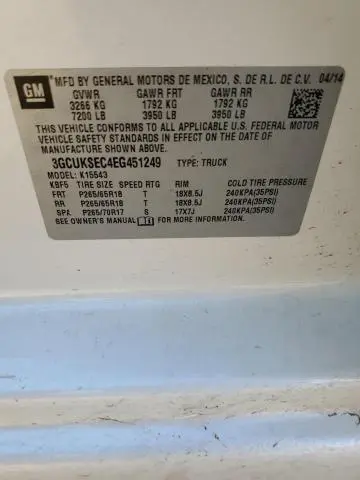 GM
*MFD BY GENERAL MOTORS DE MEXICO, S. DE R.L. DE C.V. 04/14
GVWR GAWR FRT GAWR RR
3266 KG 1792 KG 1792 KG
7200 LB 3950 LB 3950 LB
THIS VEHICLE CONFORMS TO ALL APPLICABLE U.S. FEDERAL MOTOR
VEHICLE SAFETY STANDARDS IN EFFECT ON THE DATE OF
MANUFACTURE SHOWN ABOVE.
3GCUKSEC4EG451249 TYPE: TRUCK
MODEL: K15543
KBF5 TIRE SIZE SPEED RTG RIM COLD TIRE PRESSURE
FRT P265/65R18 T 18X8.5J 240KPA(35PSI)
RR P265/65R18 T 18X8.5J 240KPA(35PSI)
SPA P265/70R17 S 17X7J 240KPA(35PSI)
SEE OWNER'S MANUAL